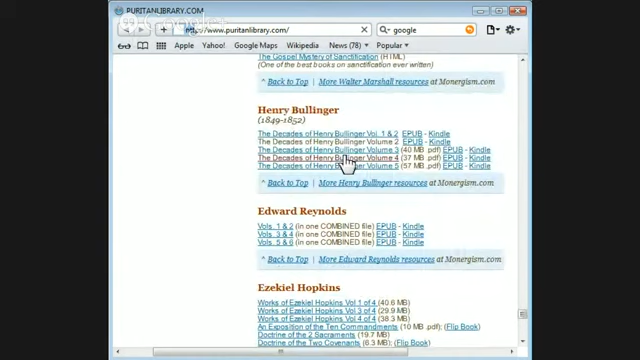 PURITANLIBRARY.COM
Google+
http://www.puritanlibrary.com/
google
Apple Yahoo! Google Maps Wikipedia News (78) Popular
The Gospel Mystery of Sanctification (HTML)
(One of the best books on sanctification ever written)
^ Back to Top | More Walter Marshall resources at Monergism.com
Henry Bullinger
(1849-1852)
The Decades of Henry Bullinger Vol. 1 & 2 EPUB - Kindle
The Decades of Henry Bullinger Volume 2 EPUB - Kindle
The Decades of Henry Bullinger Volume 3 (40 MB .pdf) EPUB - Kindle
The Decades of Henry Bullinger Volume 4 (37 MB .pdf) EPUB - Kindle
The Decades of Henry Bullinger Volume 5 (57 MB .pdf) EPUB - Kindle
^ Back to Top | More Henry Bullinger resources at Monergism.com
Edward Reynolds
Vols. 1 & 2 (in one COMBINED file) EPUB - Kindle
Vols. 3 & 4 (in one COMBINED file) EPUB - Kindle
Vols. 5 & 6 (in one COMBINED file) EPUB - Kindle
^ Back to Top | More Edward Reynolds resources at Monergism.com
Ezekiel Hopkins
Works of Ezekiel Hopkins Vol 1 of 4 (40.6 MB)
Works of Ezekiel Hopkins Vol 3 of 4 (29.9 MB)
Works of Ezekiel Hopkins Vol 4 of 4 (38.3 MB)
An Exposition of the Ten Commandments (10 MB .pdf); (Flip Book)
Doctrine of the 2 Sacraments (19.7 MB)
Doctrine of the Two Covenants (6.3 MB); (Flip Book)